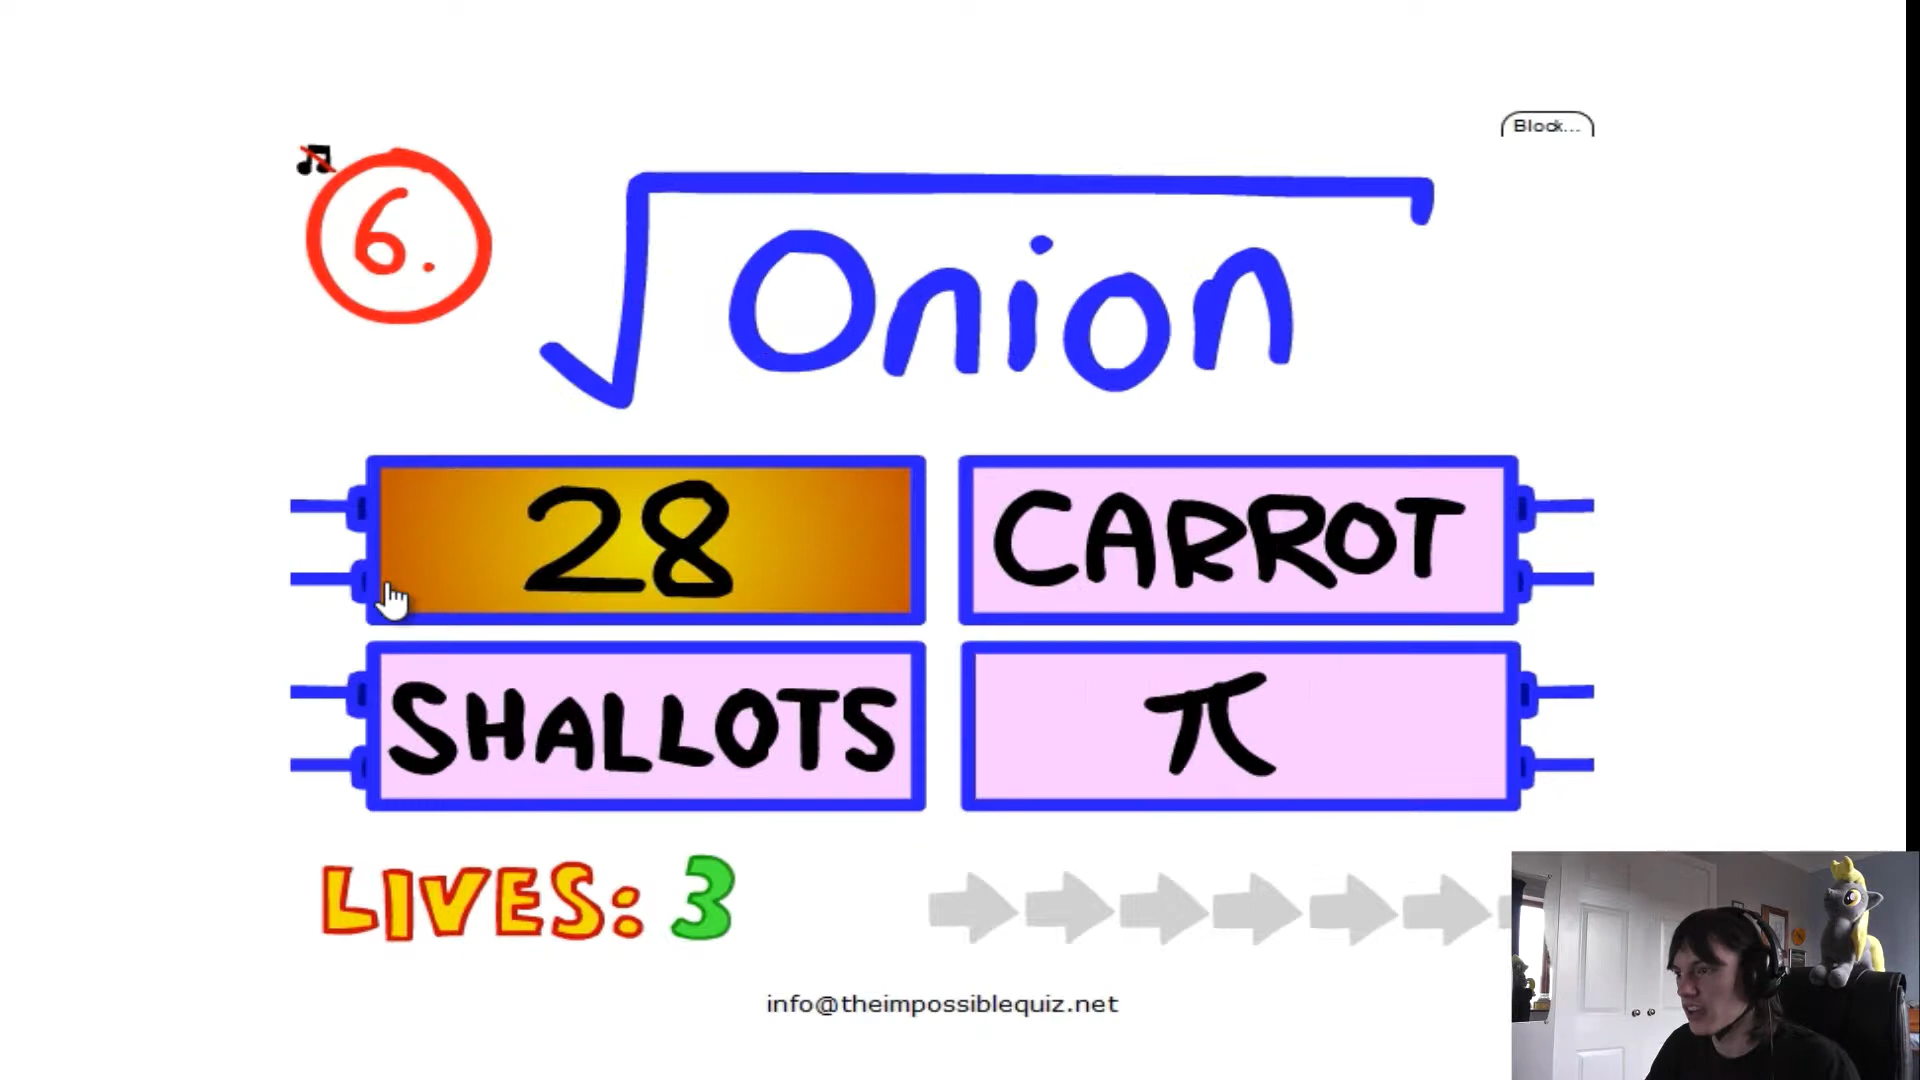 Block...
6.
√Onion
28
CARROT
SHALLOTS
π
LIVES: 3
info@theimpossiblequiz.net